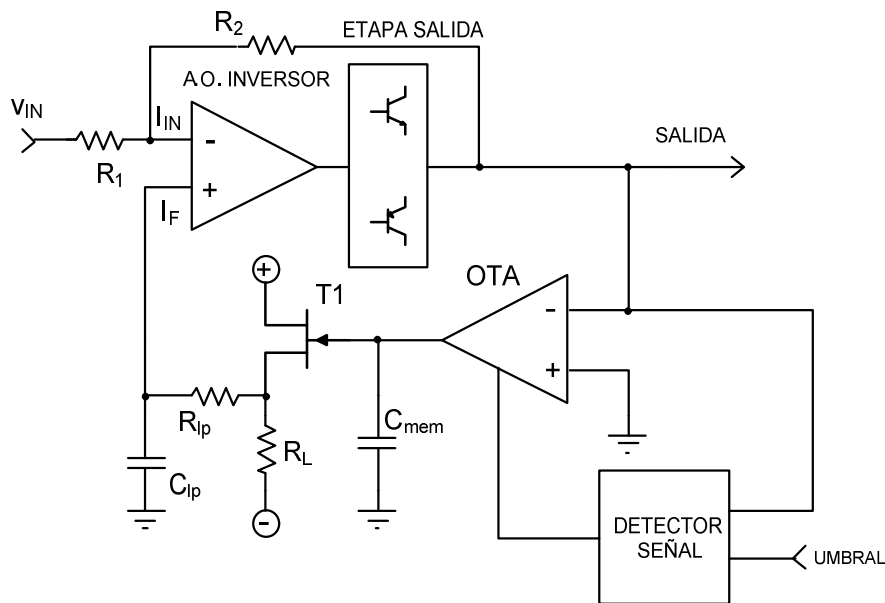 R2
ETAPA SALIDA
A.O. INVERSOR
vIN
IIN
-
SALIDA
R1
+
IF
+
T1
OTA
-
+
Rlp
Cmem
RL
Clp
-
DETECTOR
SEÑAL
UMBRAL